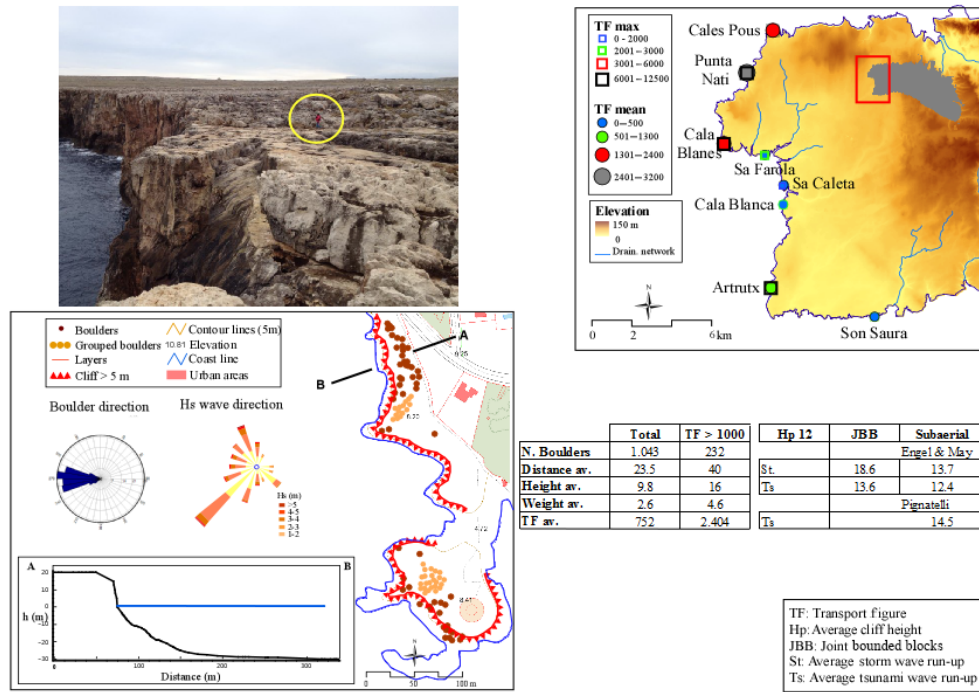 TF max
0 - 2000
2001-3000
3001-6000
6001-12500
TF mean
0-500
501-1300
1301-2400
2401-3200
Elevation
150 m
0
Drain. network
N
0 2 4 6 km
Cales Pous
Punta
Nati
Cala
Blanes
Sa Farola
Sa Caleta
Cala Blanca
Artrutx
Son Saura
Boulders
Grouped boulders
Layers
Cliff > 5 m
Contour lines (5m)
10.81 Elevation
Coast line
Urban areas
Boulder direction
Hs wave direction
Hs (m)
>5
4-5
3-4
2-3
1-2
A
B
6.20
4.72
8.41
N
0 50 100 m
A B
20
10
h (m) 0
-10
-20
-30
0 100 200 300
Distance (m)
Total TF > 1000
N. Boulders 1.043 232
Distance av. 23.5 40
Height av. 9.8 16
Weight av. 2.6 4.6
TF av. 752 2.404
Hp 12 JBB Subaerial
Engel & May
St. 18.6 13.7
Ts 13.6 12.4
Pignatelli
Ts 14.5
TF: Transport figure
Hp: Average cliff height
JBB: Joint bounded blocks
St: Average storm wave run-up
Ts: Average tsunami wave run-up